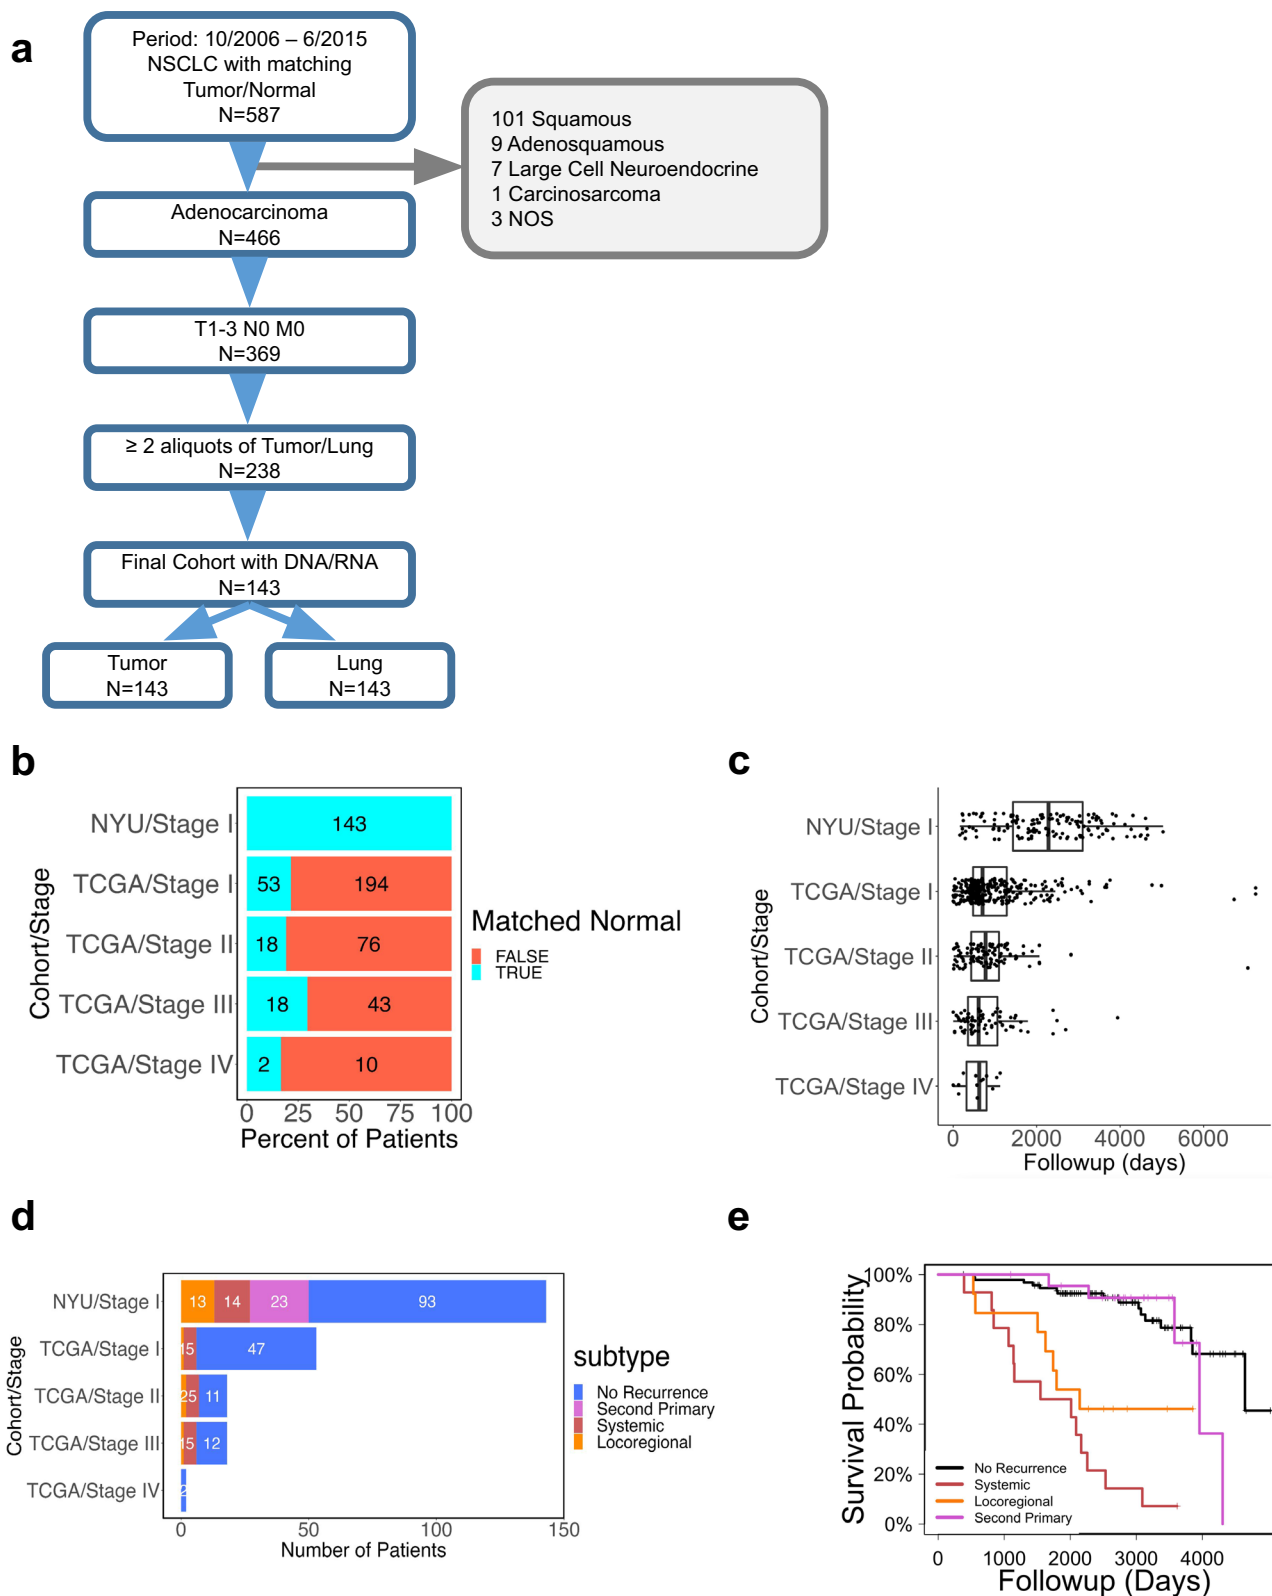 a
Period: 10/2006 – 6/2015
NSCLC with matching
Tumor/Normal
N=587
101 Squamous
9 Adenosquamous
7 Large Cell Neuroendocrine
1 Carcinosarcoma
3 NOS
Adenocarcinoma
N=466
T1-3 N0 M0
N=369
≥ 2 aliquots of Tumor/Lung
N=238
Final Cohort with DNA/RNA
N=143
Tumor
N=143
Lung
N=143
b
Cohort/Stage
NYU/Stage I
143
TCGA/Stage I
53
194
TCGA/Stage II
18
76
TCGA/Stage III
18
43
TCGA/Stage IV
2
10
0 25 50 75 100
Percent of Patients
Matched Normal
FALSE
TRUE
c
Cohort/Stage
NYU/Stage I
TCGA/Stage I
TCGA/Stage II
TCGA/Stage III
TCGA/Stage IV
0 2000 4000 6000
Followup (days)
d
Cohort/Stage
NYU/Stage I
13 14 23 93
TCGA/Stage I
15 47
TCGA/Stage II
25 11
TCGA/Stage III
15 12
TCGA/Stage IV
2
0 50 100 150
Number of Patients
subtype
No Recurrence
Second Primary
Systemic
Locoregional
e
Survival Probability
100%
80%
60%
40%
20%
0%
No Recurrence
Systemic
Locoregional
Second Primary
0 1000 2000 3000 4000
Followup (Days)